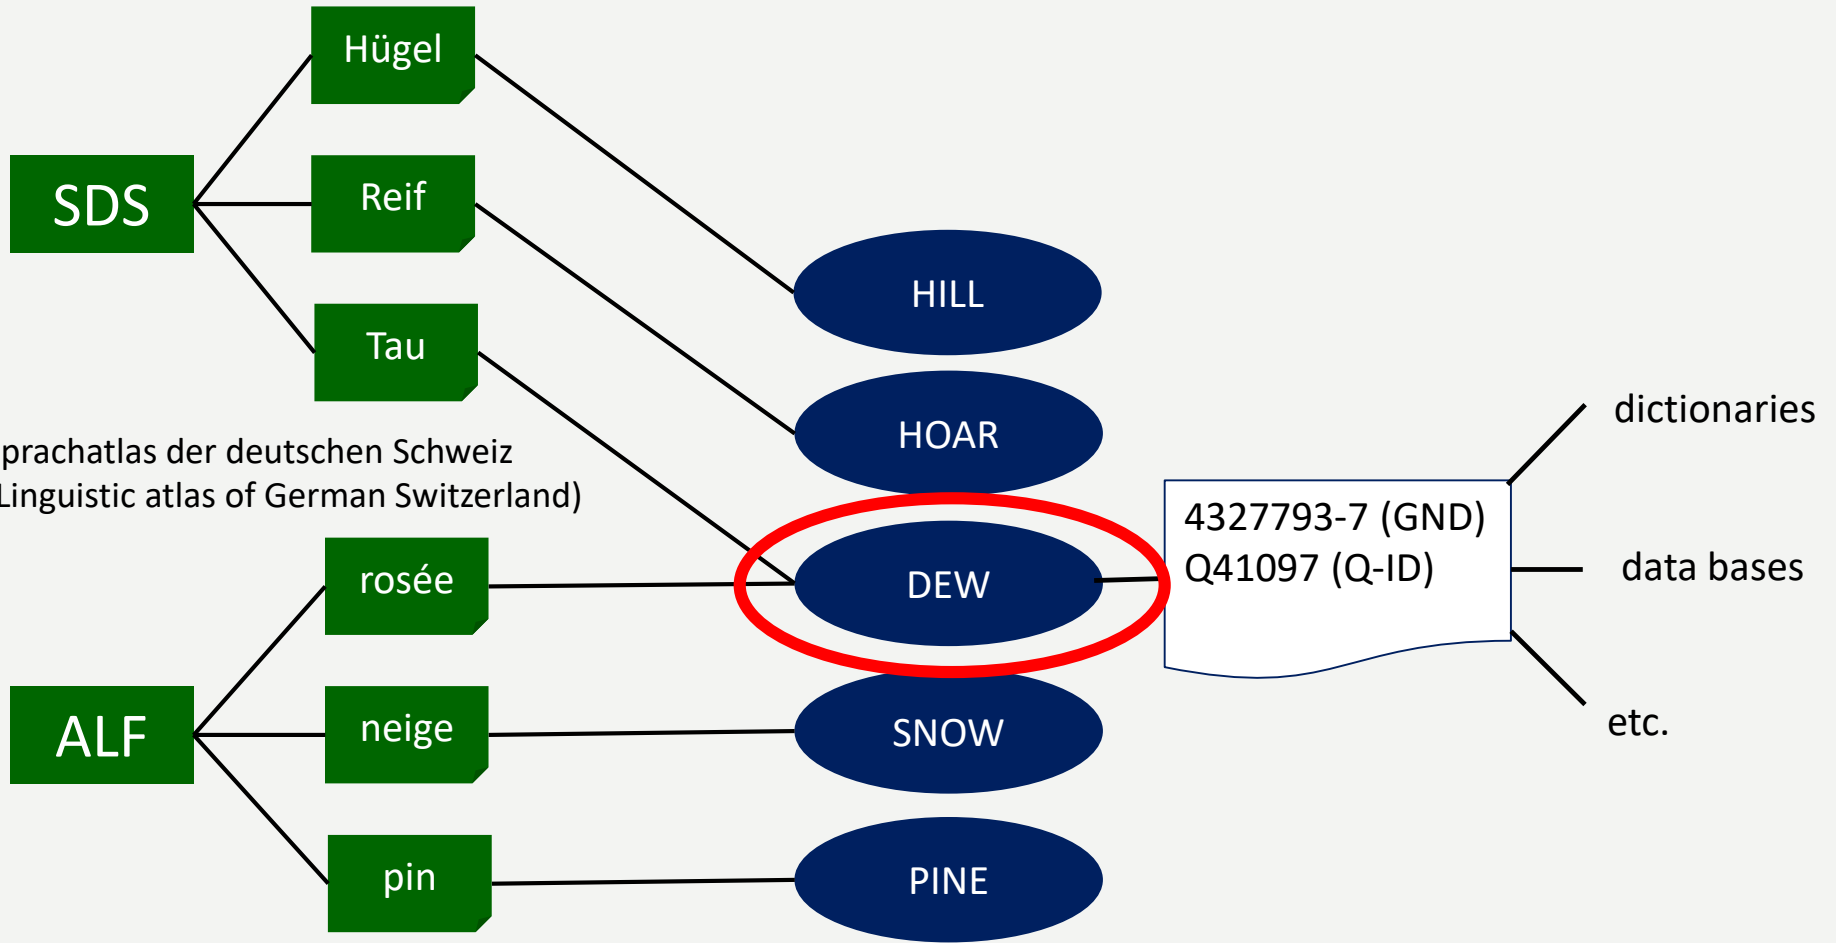 Hügel
SDS
Reif
Tau
prachatlas der deutschen Schweiz
Linguistic atlas of German Switzerland)
ALF
rosée
neige
pin
HILL
HOAR
DEW
SNOW
PINE
4327793-7 (GND)
Q41097 (Q-ID)
dictionaries
data bases
etc.